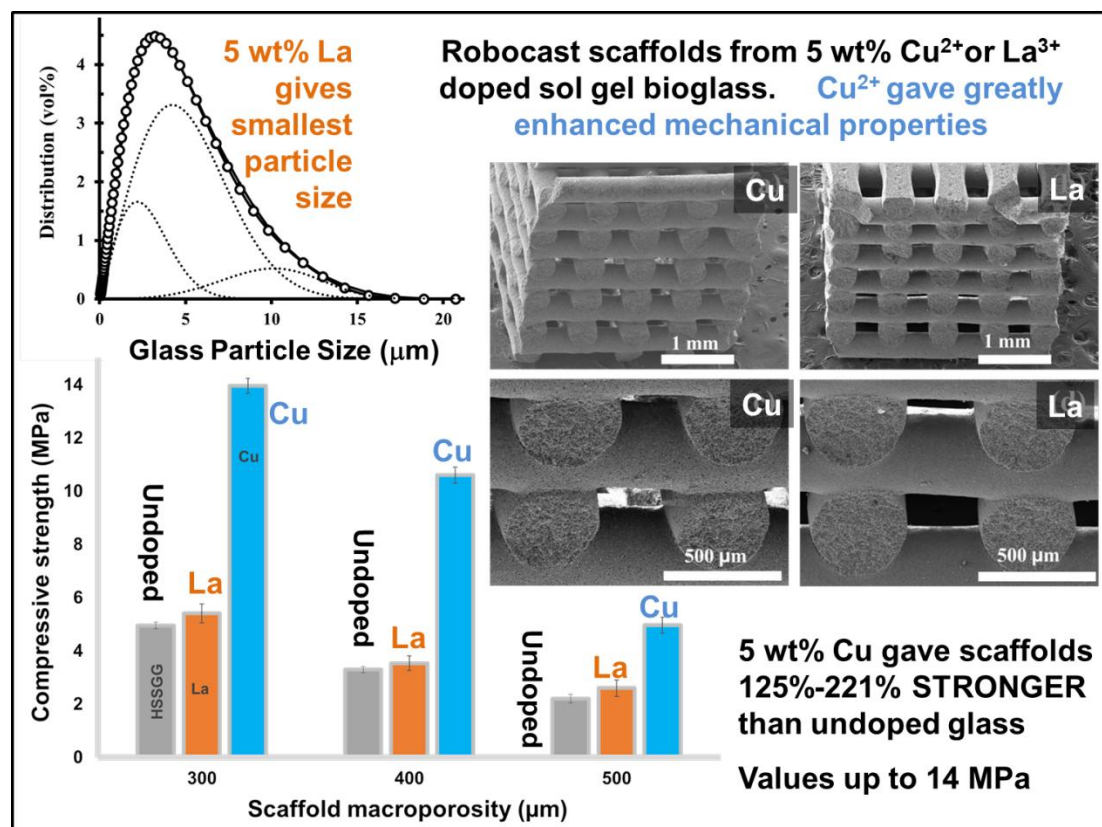 5 wt% La
gives
smallest
particle
size
Distribution (vol%)
4
3
2
1
0
0
5
10
15
20
Glass Particle Size (μm)
Robocast scaffolds from 5 wt% Cu²⁺or La³⁺
doped sol gel bioglass. Cu²⁺ gave greatly
enhanced mechanical properties
Cu
1 mm
La
1 mm
Cu
500 μm
La
500 μm
Compressive strength (MPa)
14
12
10
8
6
4
2
0
Undoped
HSSGG
La
La
Cu
Cu
Undoped
La
Cu
Undoped
La
Cu
300
400
500
Scaffold macroporosity (μm)
5 wt% Cu gave scaffolds
125%-221% STRONGER
than undoped glass
Values up to 14 MPa